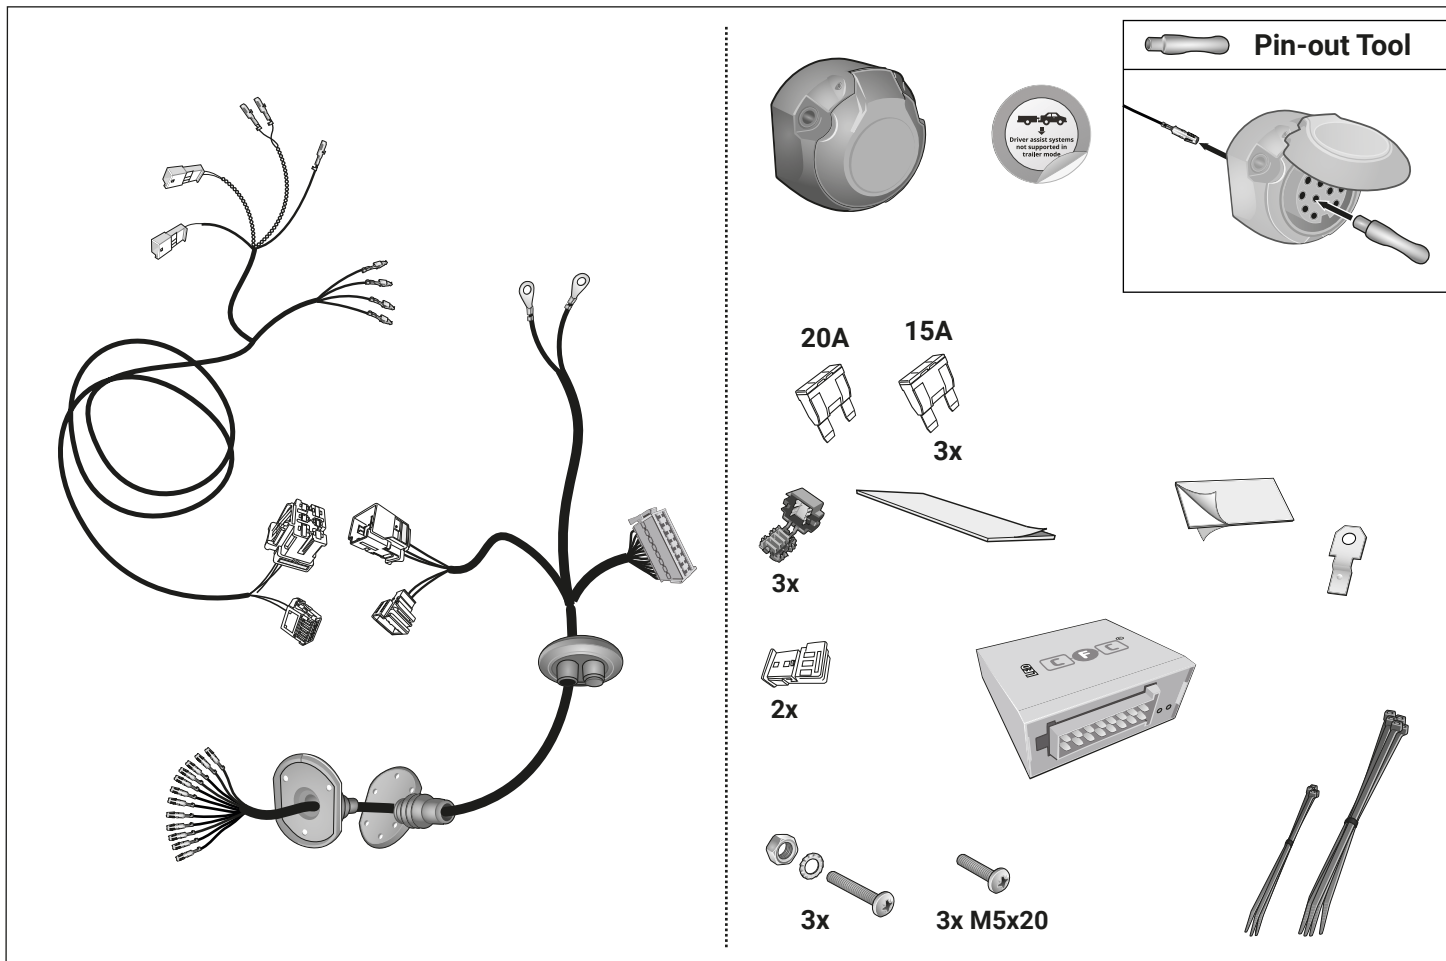 Pin-out Tool
Driver assist systems
not supported in
trailer mode
20A
15A
3x
3x
2x
C F C
3x
3x M5x20